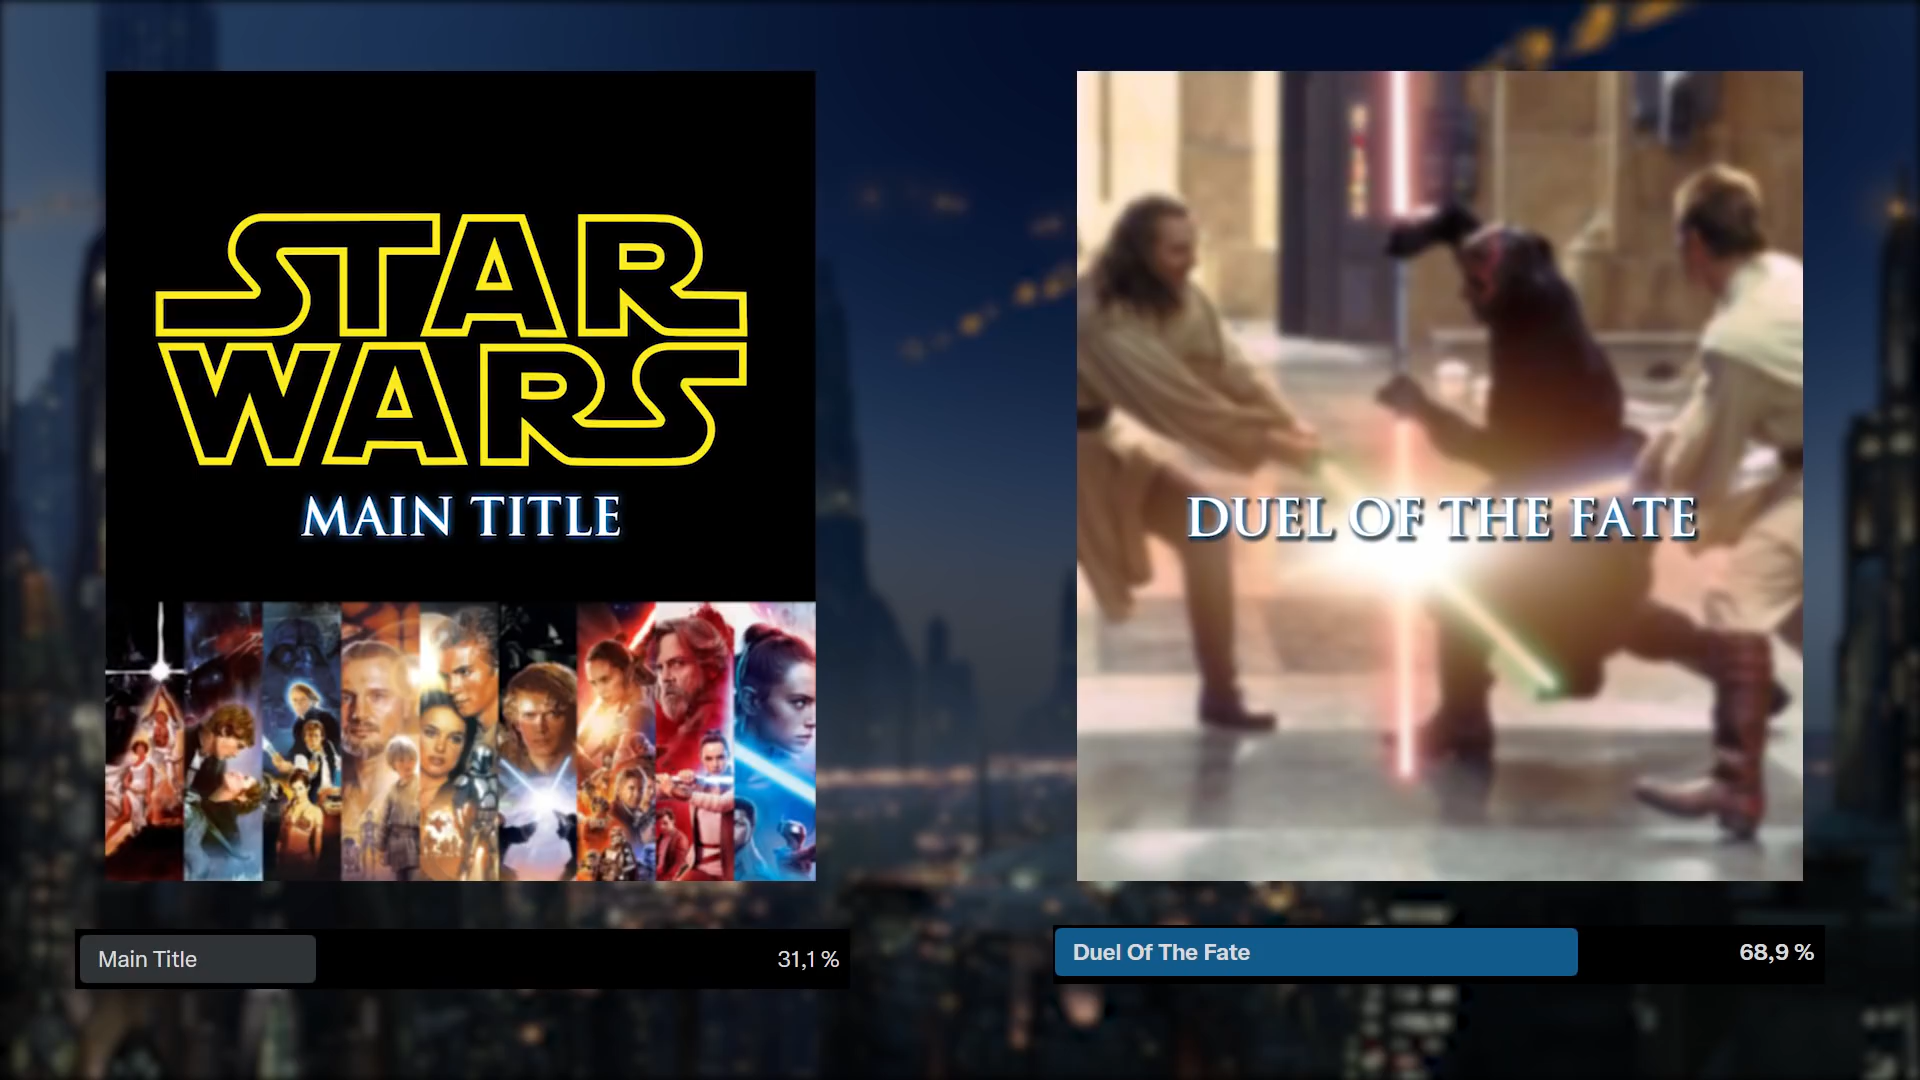 STAR
WARS
MAIN TITLE
DUEL OF THE FATE
Main Title 31,1 %
Duel Of The Fate 68,9 %